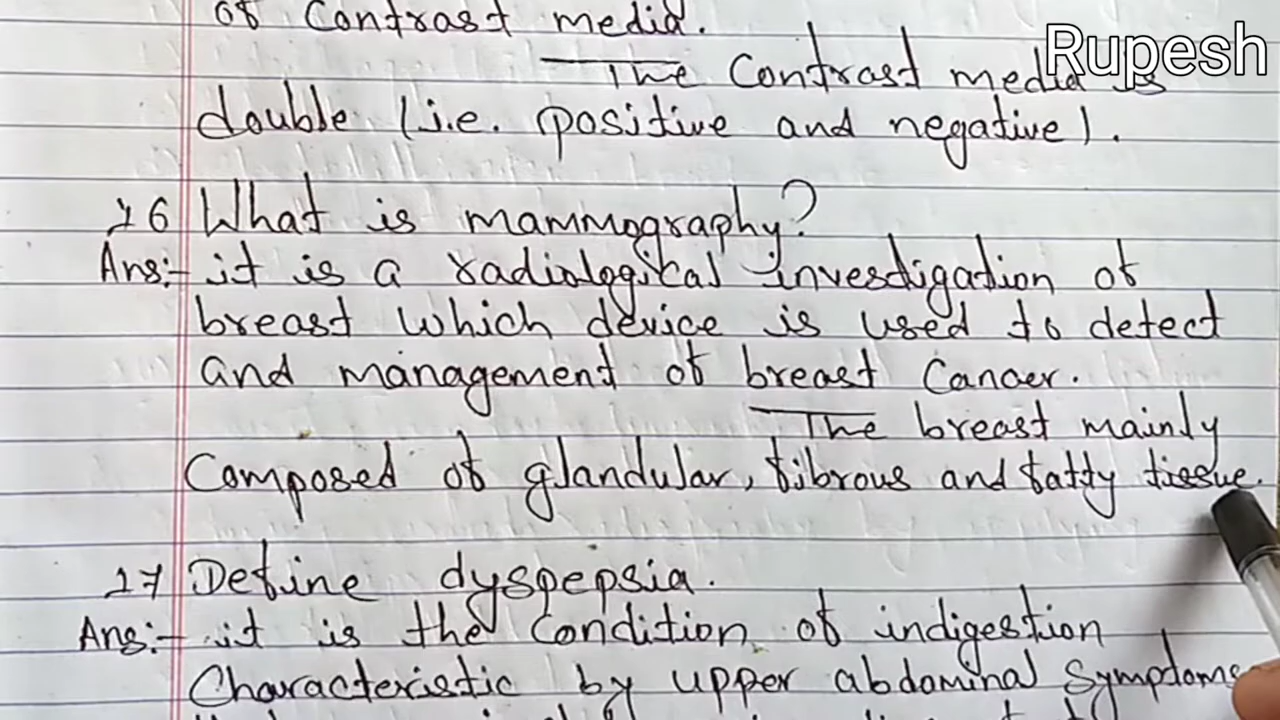 of Contrast media.
Rupesh
The Contrast media is
double (i.e. positive and negative).
16 What is mammography?
Ans:- it is a radiological investigation of
breast which device is used to detect
and management of breast Cancer.
The breast mainly
Composed of glandular, fibrous and fatty tissue.
17 Define dyspepsia.
Ans:- it is the Condition of indigestion
Characteristic by upper abdominal Symptoms